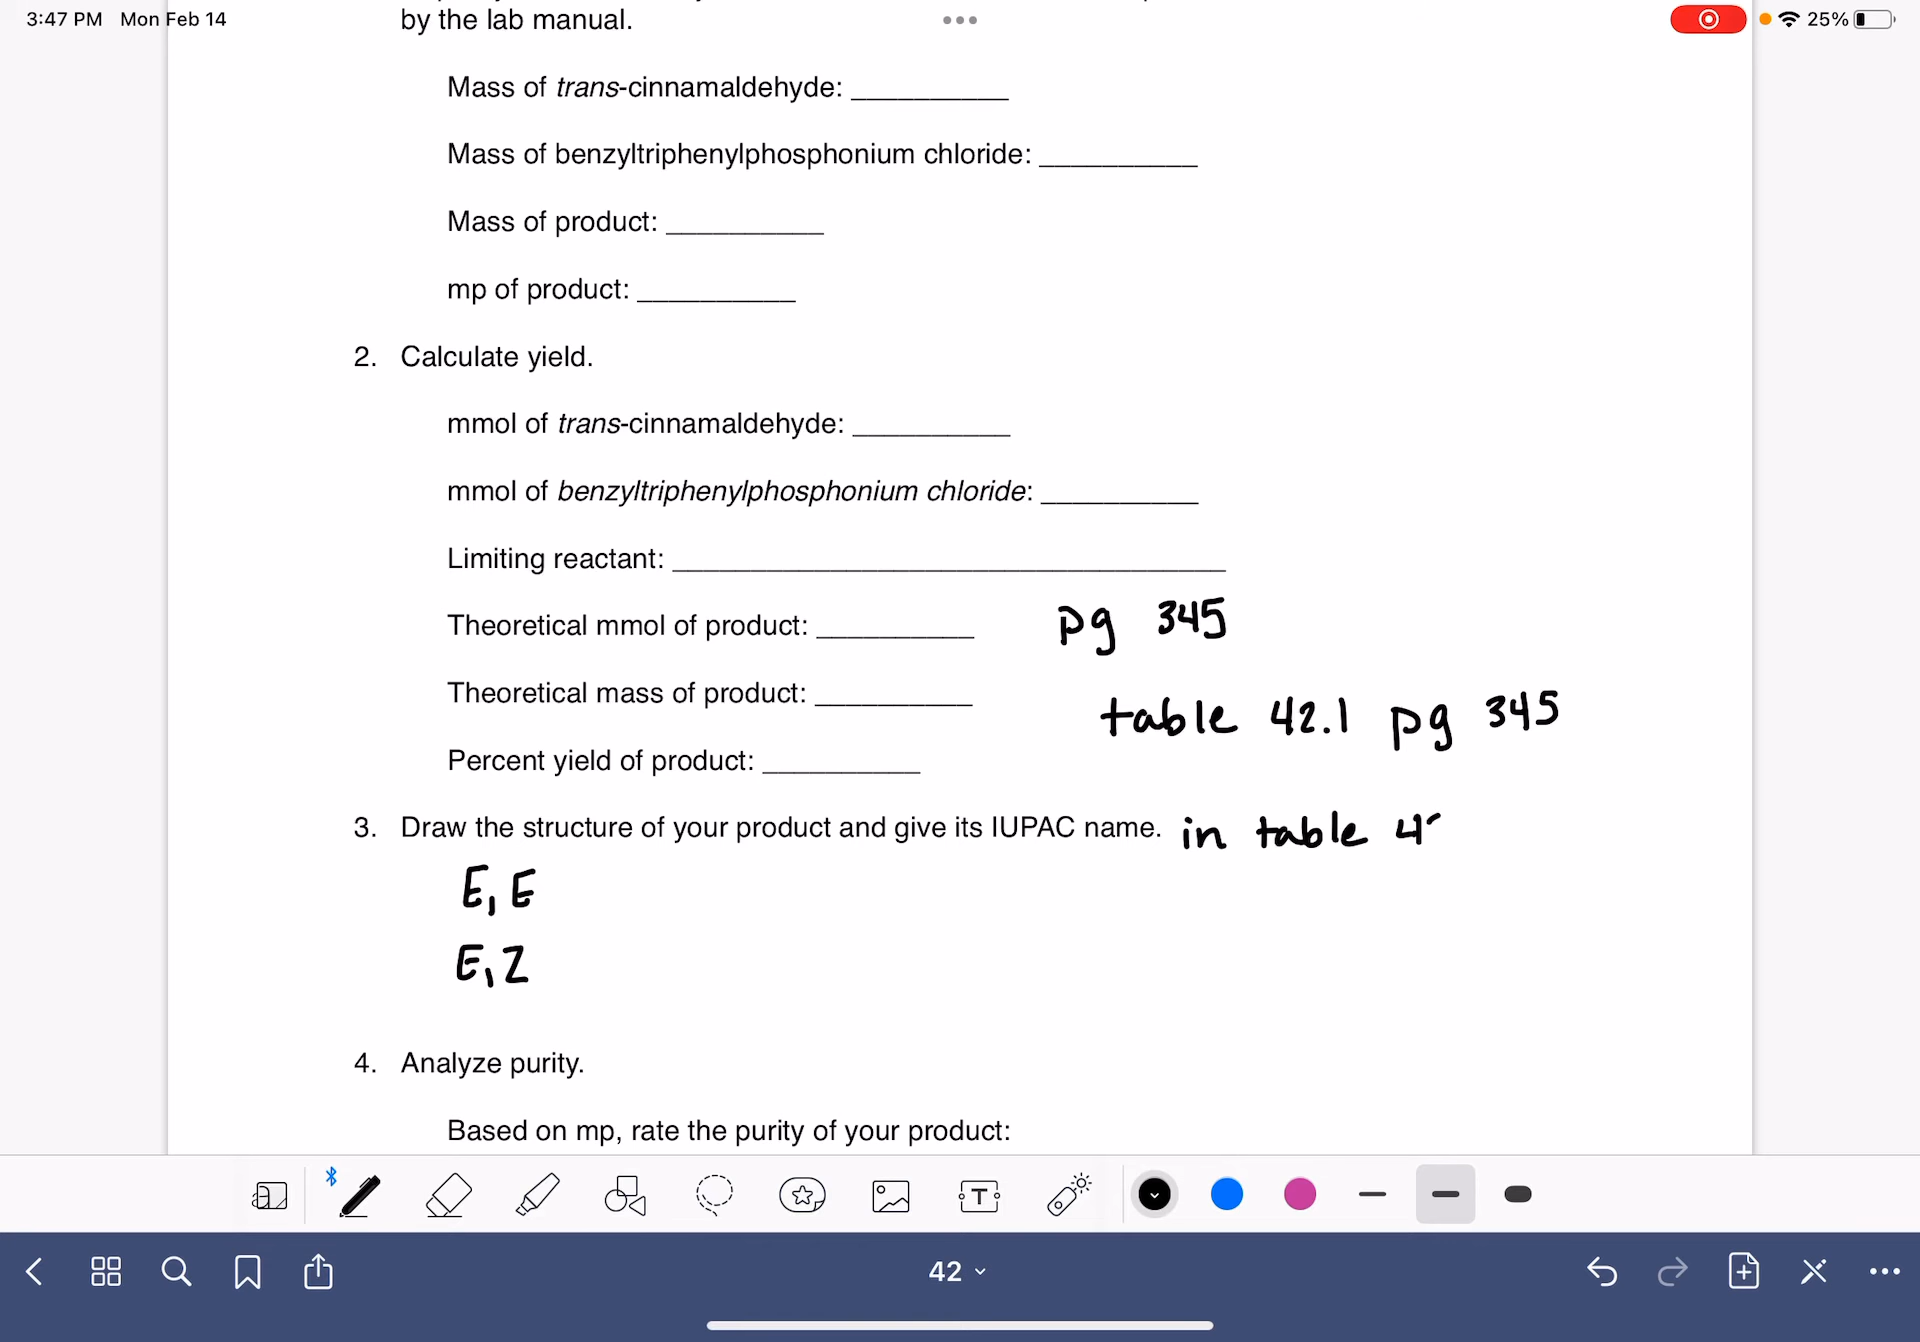 3:47 PM Mon Feb 14
25%
by the lab manual.
Mass of trans-cinnamaldehyde: __________
Mass of benzyltriphenylphosphonium chloride: __________
Mass of product: __________
mp of product: __________
2. Calculate yield.
mmol of trans-cinnamaldehyde: __________
mmol of benzyltriphenylphosphonium chloride: __________
Limiting reactant: ___________________________________
Theoretical mmol of product: __________ pg 345
Theoretical mass of product: __________ table 42.1 pg 345
Percent yield of product: __________
3. Draw the structure of your product and give its IUPAC name. in table 4
E, E
E, Z
4. Analyze purity.
Based on mp, rate the purity of your product:
42